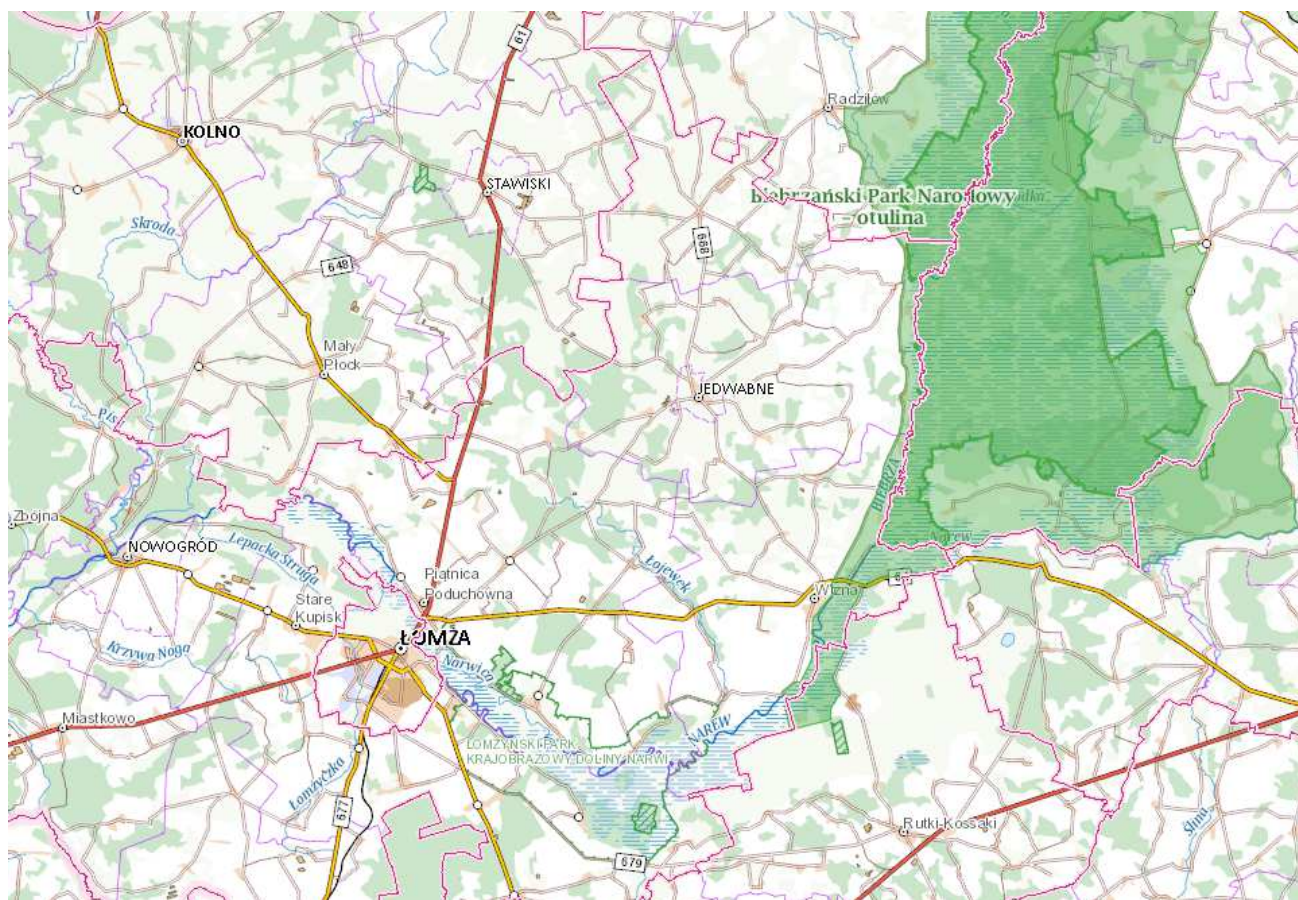 61
Radziłów
KOLNO
STAWISKI
Biebrzański Park Narodowy
– otulina
Skroda
648
668
Mały
Płock
JEDWABNE
Pis
BIEBRZA
Zbójna
NOWOGRÓD
Lepacka Struga
Narew
Łojewek
Piątnica
Poduchowna
Wizna
Stare
ŁOMŻA
Krzywa Noga
Narwica
Miastkowo
NAREW
ŁOMŻYŃSKI PARK
KRAJOBRAZOWY DOLINY NARWI
Łomżyczka
677
Rutki-Kossaki
Ślina
679